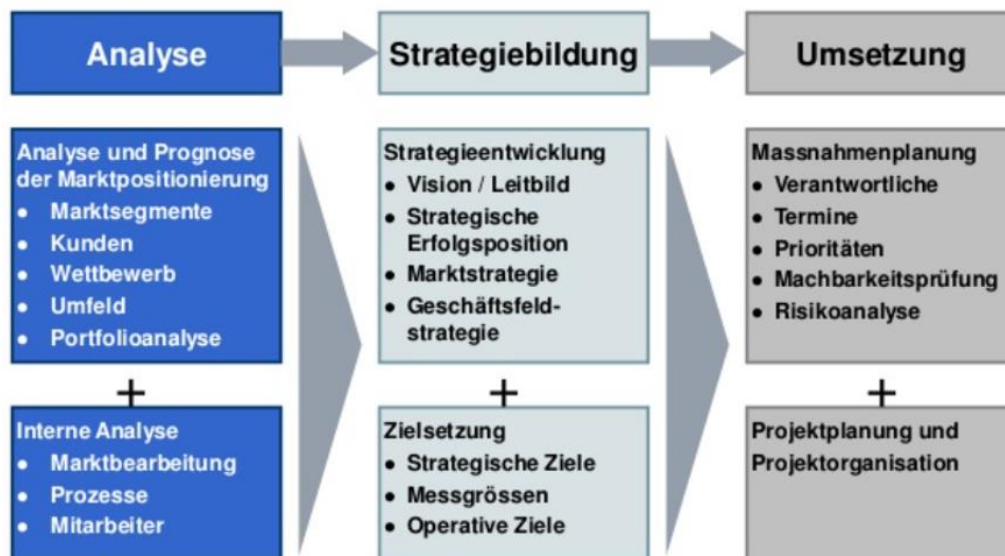 Analyse
Strategiebildung
Umsetzung
Analyse und Prognose
der Marktpositionierung
● Marktsegmente
● Kunden
● Wettbewerb
● Umfeld
● Portfolioanalyse
+
Interne Analyse
● Marktbearbeitung
● Prozesse
● Mitarbeiter
Strategieentwicklung
● Vision / Leitbild
● Strategische
Erfolgsposition
● Marktstrategie
● Geschäftsfeld-
strategie
+
Zielsetzung
● Strategische Ziele
● Messgrössen
● Operative Ziele
Massnahmenplanung
● Verantwortliche
● Termine
● Prioritäten
● Machbarkeitsprüfung
● Risikoanalyse
+
Projektplanung und
Projektorganisation